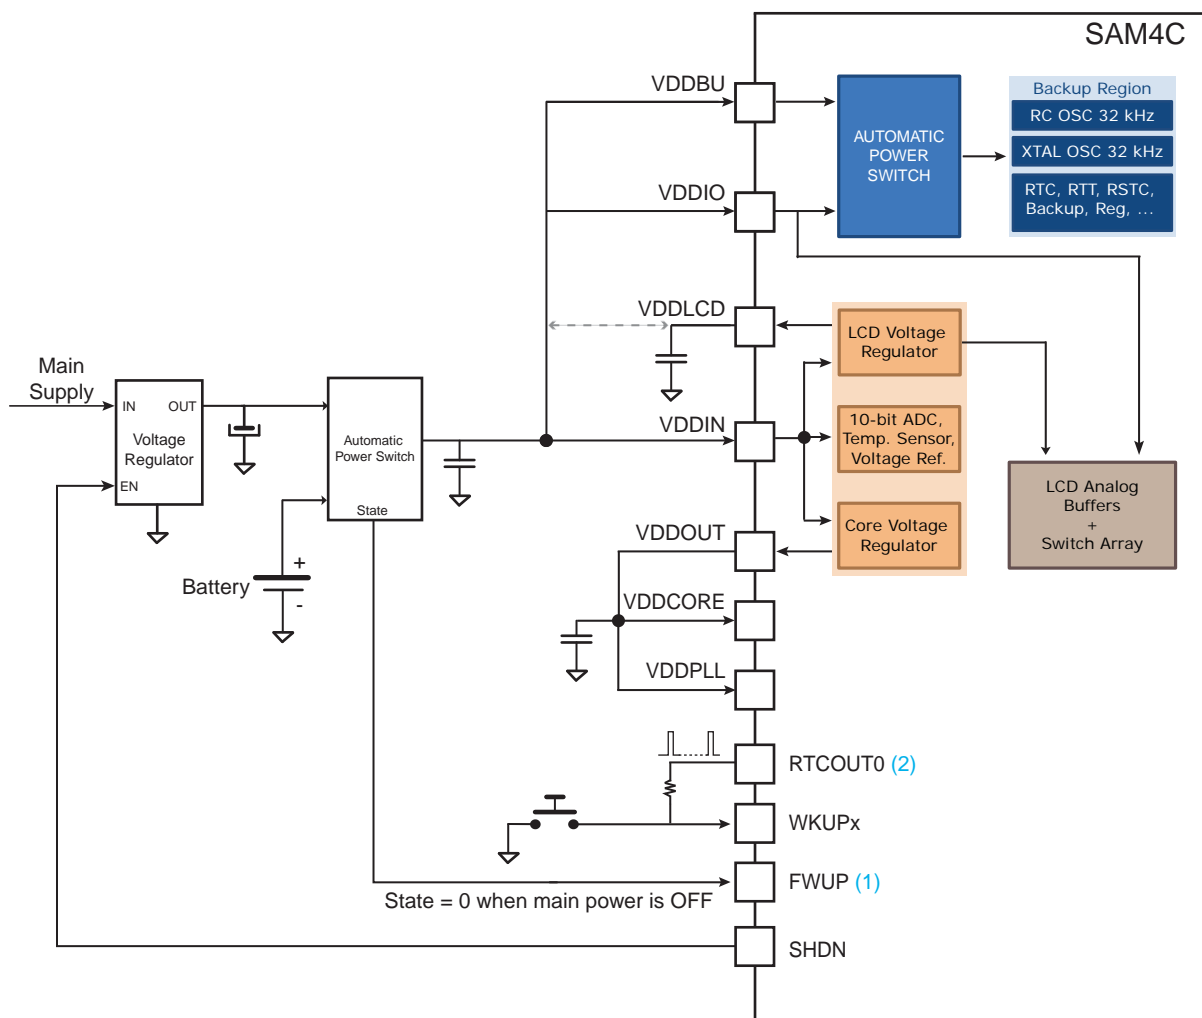 SAM4C
VDDBU
AUTOMATIC
POWER
SWITCH
Backup Region
RC OSC 32 kHz
XTAL OSC 32 kHz
RTC, RTT, RSTC,
Backup, Reg, ...
VDDIO
VDDLCD
LCD Voltage
Regulator
Main
Supply
IN
OUT
Voltage
Regulator
EN
Automatic
Power Switch
State
VDDIN
10-bit ADC,
Temp. Sensor,
Voltage Ref.
LCD Analog
Buffers
+
Switch Array
VDDOUT
Core Voltage
Regulator
Battery
+
-
VDDCORE
VDDPLL
RTCOUT0 (2)
WKUPx
FWUP (1)
State = 0 when main power is OFF
SHDN